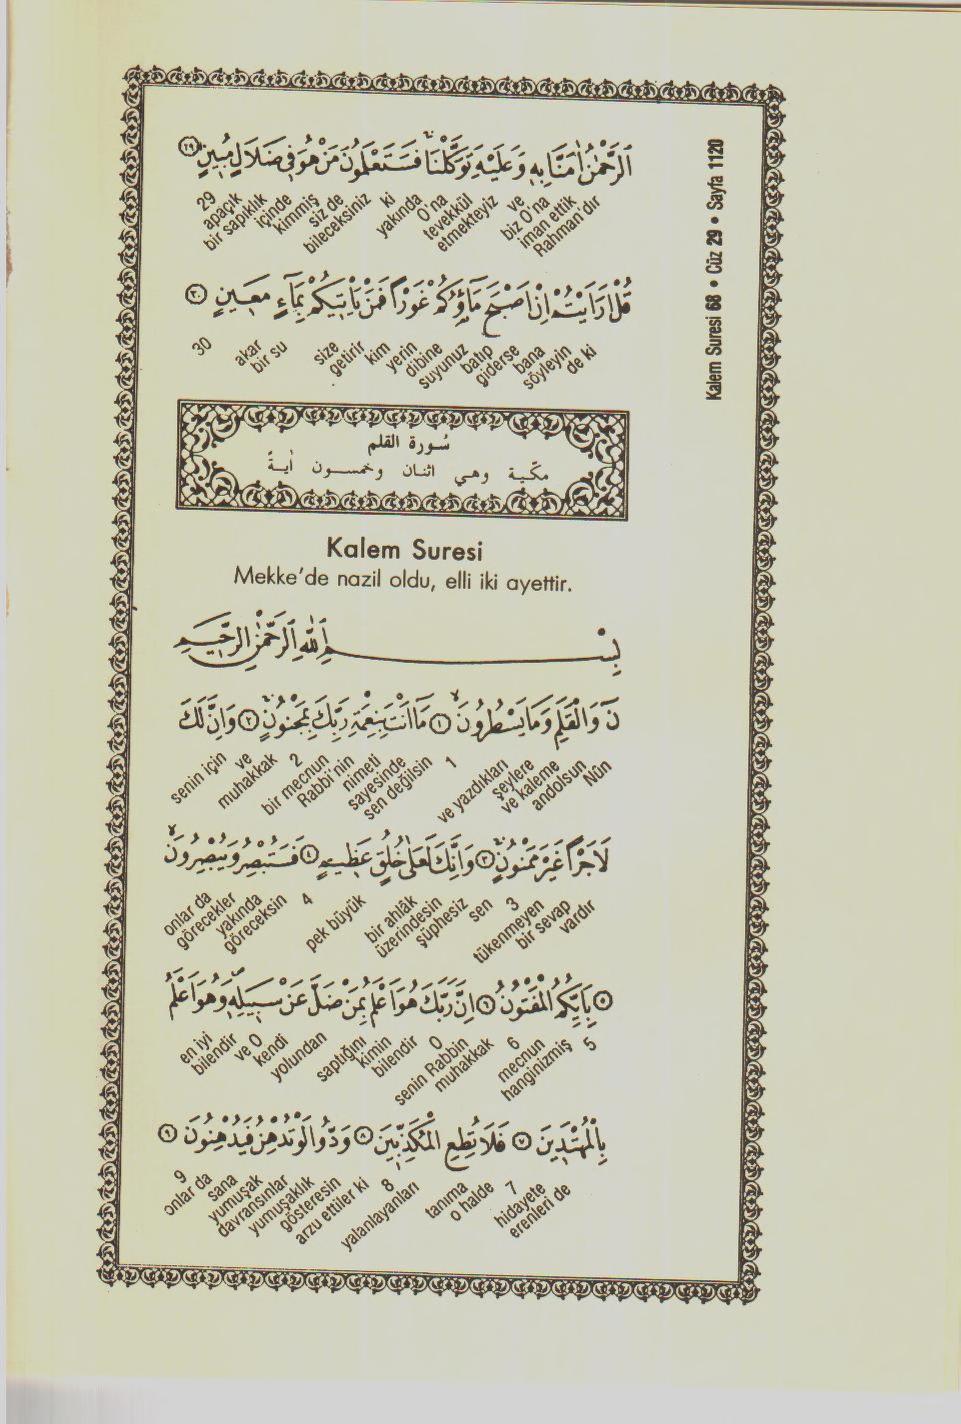 Kalem Suresi 68 • Cüz 29 • Sayfa 1120
اَلرَّحْمٰنُ اٰمَنَّا بِهٖ وَعَلَيْهِ تَوَكَّلْنَاۚ فَسَتَعْلَمُونَ مَنْ هُوَ فٖى ضَلَالٍ مُبٖينٍ ﴿٢٩﴾
Rahman'dır iman ettik biz O'na ve etmekteyiz tevekkül O'na yakında ki bileceksiniz siz de kimmiş içinde bir sapıklık apaçık 29
قُلْ اَرَاَيْتُمْ اِنْ اَصْبَحَ مَٓاؤُ۬كُمْ غَوْرًا فَمَنْ يَاْتٖيكُمْ بِمَٓاءٍ مَعٖينٍ ﴿٣٠﴾
de ki söyleyin bana giderse batıp suyunuz dibine yerin kim getirir size bir su akar 30
سُورة القلم
مكّية وهي اثنان وخمسون اٰيةً
Kalem Suresi
Mekke'de nazil oldu, elli iki ayettir.
بِسْمِ اللّٰهِ الرَّحْمٰنِ الرَّحٖيمِ
نٓ وَالْقَلَمِ وَمَا يَسْطُرُونَۙ ﴿١﴾ مَٓا اَنْتَ بِنِعْمَةِ رَبِّكَ بِمَجْنُونٍۚ ﴿٢﴾ وَاِنَّ لَكَ
Nûn andolsun ve kaleme şeylere ve yazdıkları 1 sen değilsin sayesinde nimeti Rabbi'nin bir mecnun 2 muhakkak ve senin için
لَاَجْرًا غَيْرَ مَمْنُونٍۚ ﴿٣﴾ وَاِنَّكَ لَعَلٰى خُلُقٍ عَظٖيمٍ ﴿٤﴾ فَسَتُبْصِرُ وَيُبْصِرُونَۙ
vardır bir sevap tükenmeyen 3 sen şüphesiz üzerindesin bir ahlâk pek büyük 4 göreceksin yakında görecekler onlar da
﴿٥﴾ بِاَيِّكُمُ الْمَفْتُونُ ﴿٦﴾ اِنَّ رَبَّكَ هُوَ اَعْلَمُ بِمَنْ ضَلَّ عَنْ سَبٖيلِهٖۖ وَهُوَ اَعْلَمُ
5 hanginizmiş mecnun 6 muhakkak senin Rabbin O bilendir kimin saptığını yolundan kendi ve O bilendir en iyi
بِالْمُهْتَدٖينَ ﴿٧﴾ فَلَا تُطِعِ الْمُكَذِّبٖينَ ﴿٨﴾ وَدُّوا لَوْ تُدْهِنُ فَيُدْهِنُونَ ﴿٩﴾
erenleri de hidayete 7 o halde tanıma yalanlayanları 8 arzu ettiler ki gösteresin yumuşaklık davransınlar yumuşak sana onlar da 9